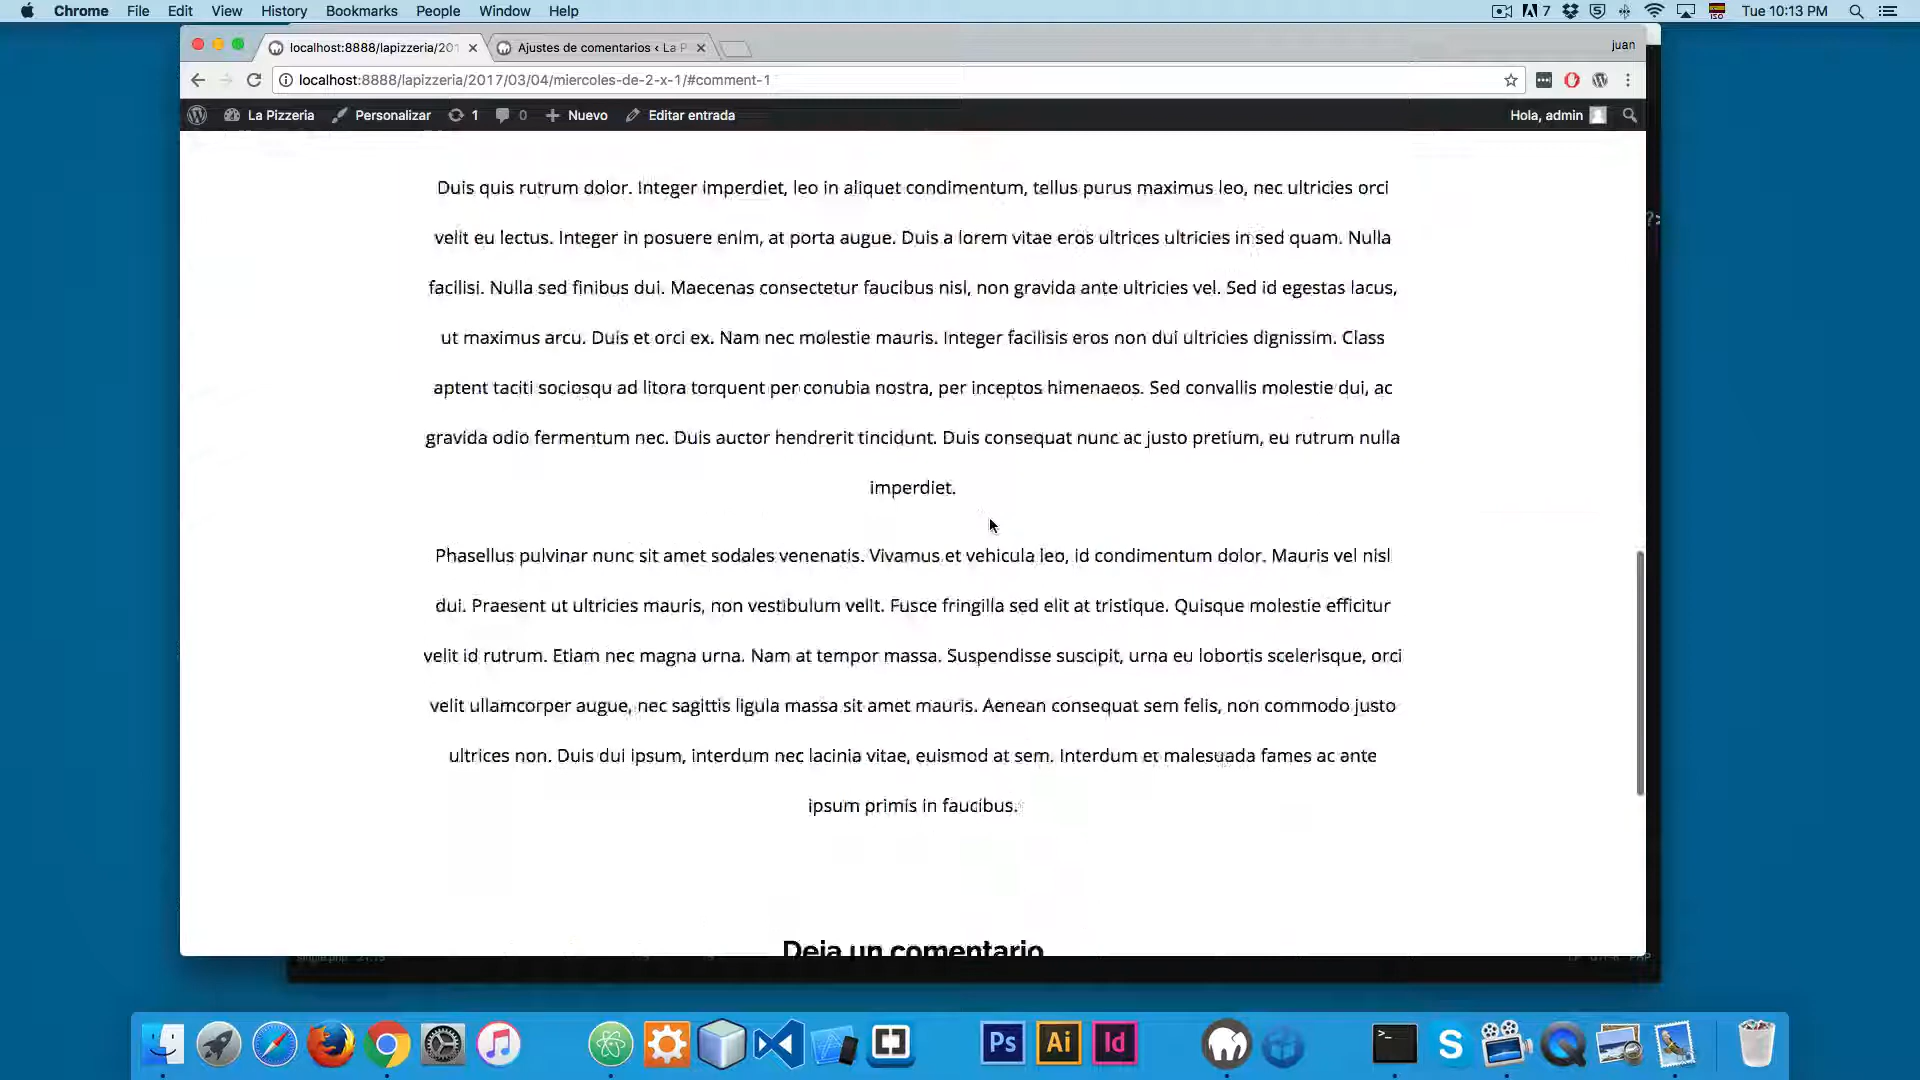 Chrome File Edit View History Bookmarks People Window Help
7 ISO Tue 10:13 PM
localhost:8888/lapizzeria/201
Ajustes de comentarios ‹ La P
juan
localhost:8888/lapizzeria/2017/03/04/miercoles-de-2-x-1/#comment-1
La Pizzeria Personalizar 1 0 Nuevo Editar entrada
Hola, admin
?>
Duis quis rutrum dolor. Integer imperdiet, leo in aliquet condimentum, tellus purus maximus leo, nec ultricies orci
velit eu lectus. Integer in posuere enim, at porta augue. Duis a lorem vitae eros ultrices ultricies in sed quam. Nulla
facilisi. Nulla sed finibus dui. Maecenas consectetur faucibus nisl, non gravida ante ultricies vel. Sed id egestas lacus,
ut maximus arcu. Duis et orci ex. Nam nec molestie mauris. Integer facilisis eros non dui ultricies dignissim. Class
aptent taciti sociosqu ad litora torquent per conubia nostra, per inceptos himenaeos. Sed convallis molestie dui, ac
gravida odio fermentum nec. Duis auctor hendrerit tincidunt. Duis consequat nunc ac justo pretium, eu rutrum nulla
imperdiet.
Phasellus pulvinar nunc sit amet sodales venenatis. Vivamus et vehicula leo, id condimentum dolor. Mauris vel nisl
dui. Praesent ut ultricies mauris, non vestibulum velit. Fusce fringilla sed elit at tristique. Quisque molestie efficitur
velit id rutrum. Etiam nec magna urna. Nam at tempor massa. Suspendisse suscipit, urna eu lobortis scelerisque, orci
velit ullamcorper augue, nec sagittis ligula massa sit amet mauris. Aenean consequat sem felis, non commodo justo
ultrices non. Duis dui ipsum, interdum nec lacinia vitae, euismod at sem. Interdum et malesuada fames ac ante
ipsum primis in faucibus.
Deja un comentario
Ps Ai Id